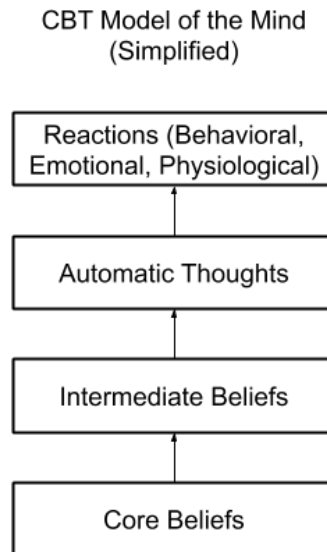 CBT Model of the Mind
(Simplified)
Reactions (Behavioral,
Emotional, Physiological)
Automatic Thoughts
Intermediate Beliefs
Core Beliefs